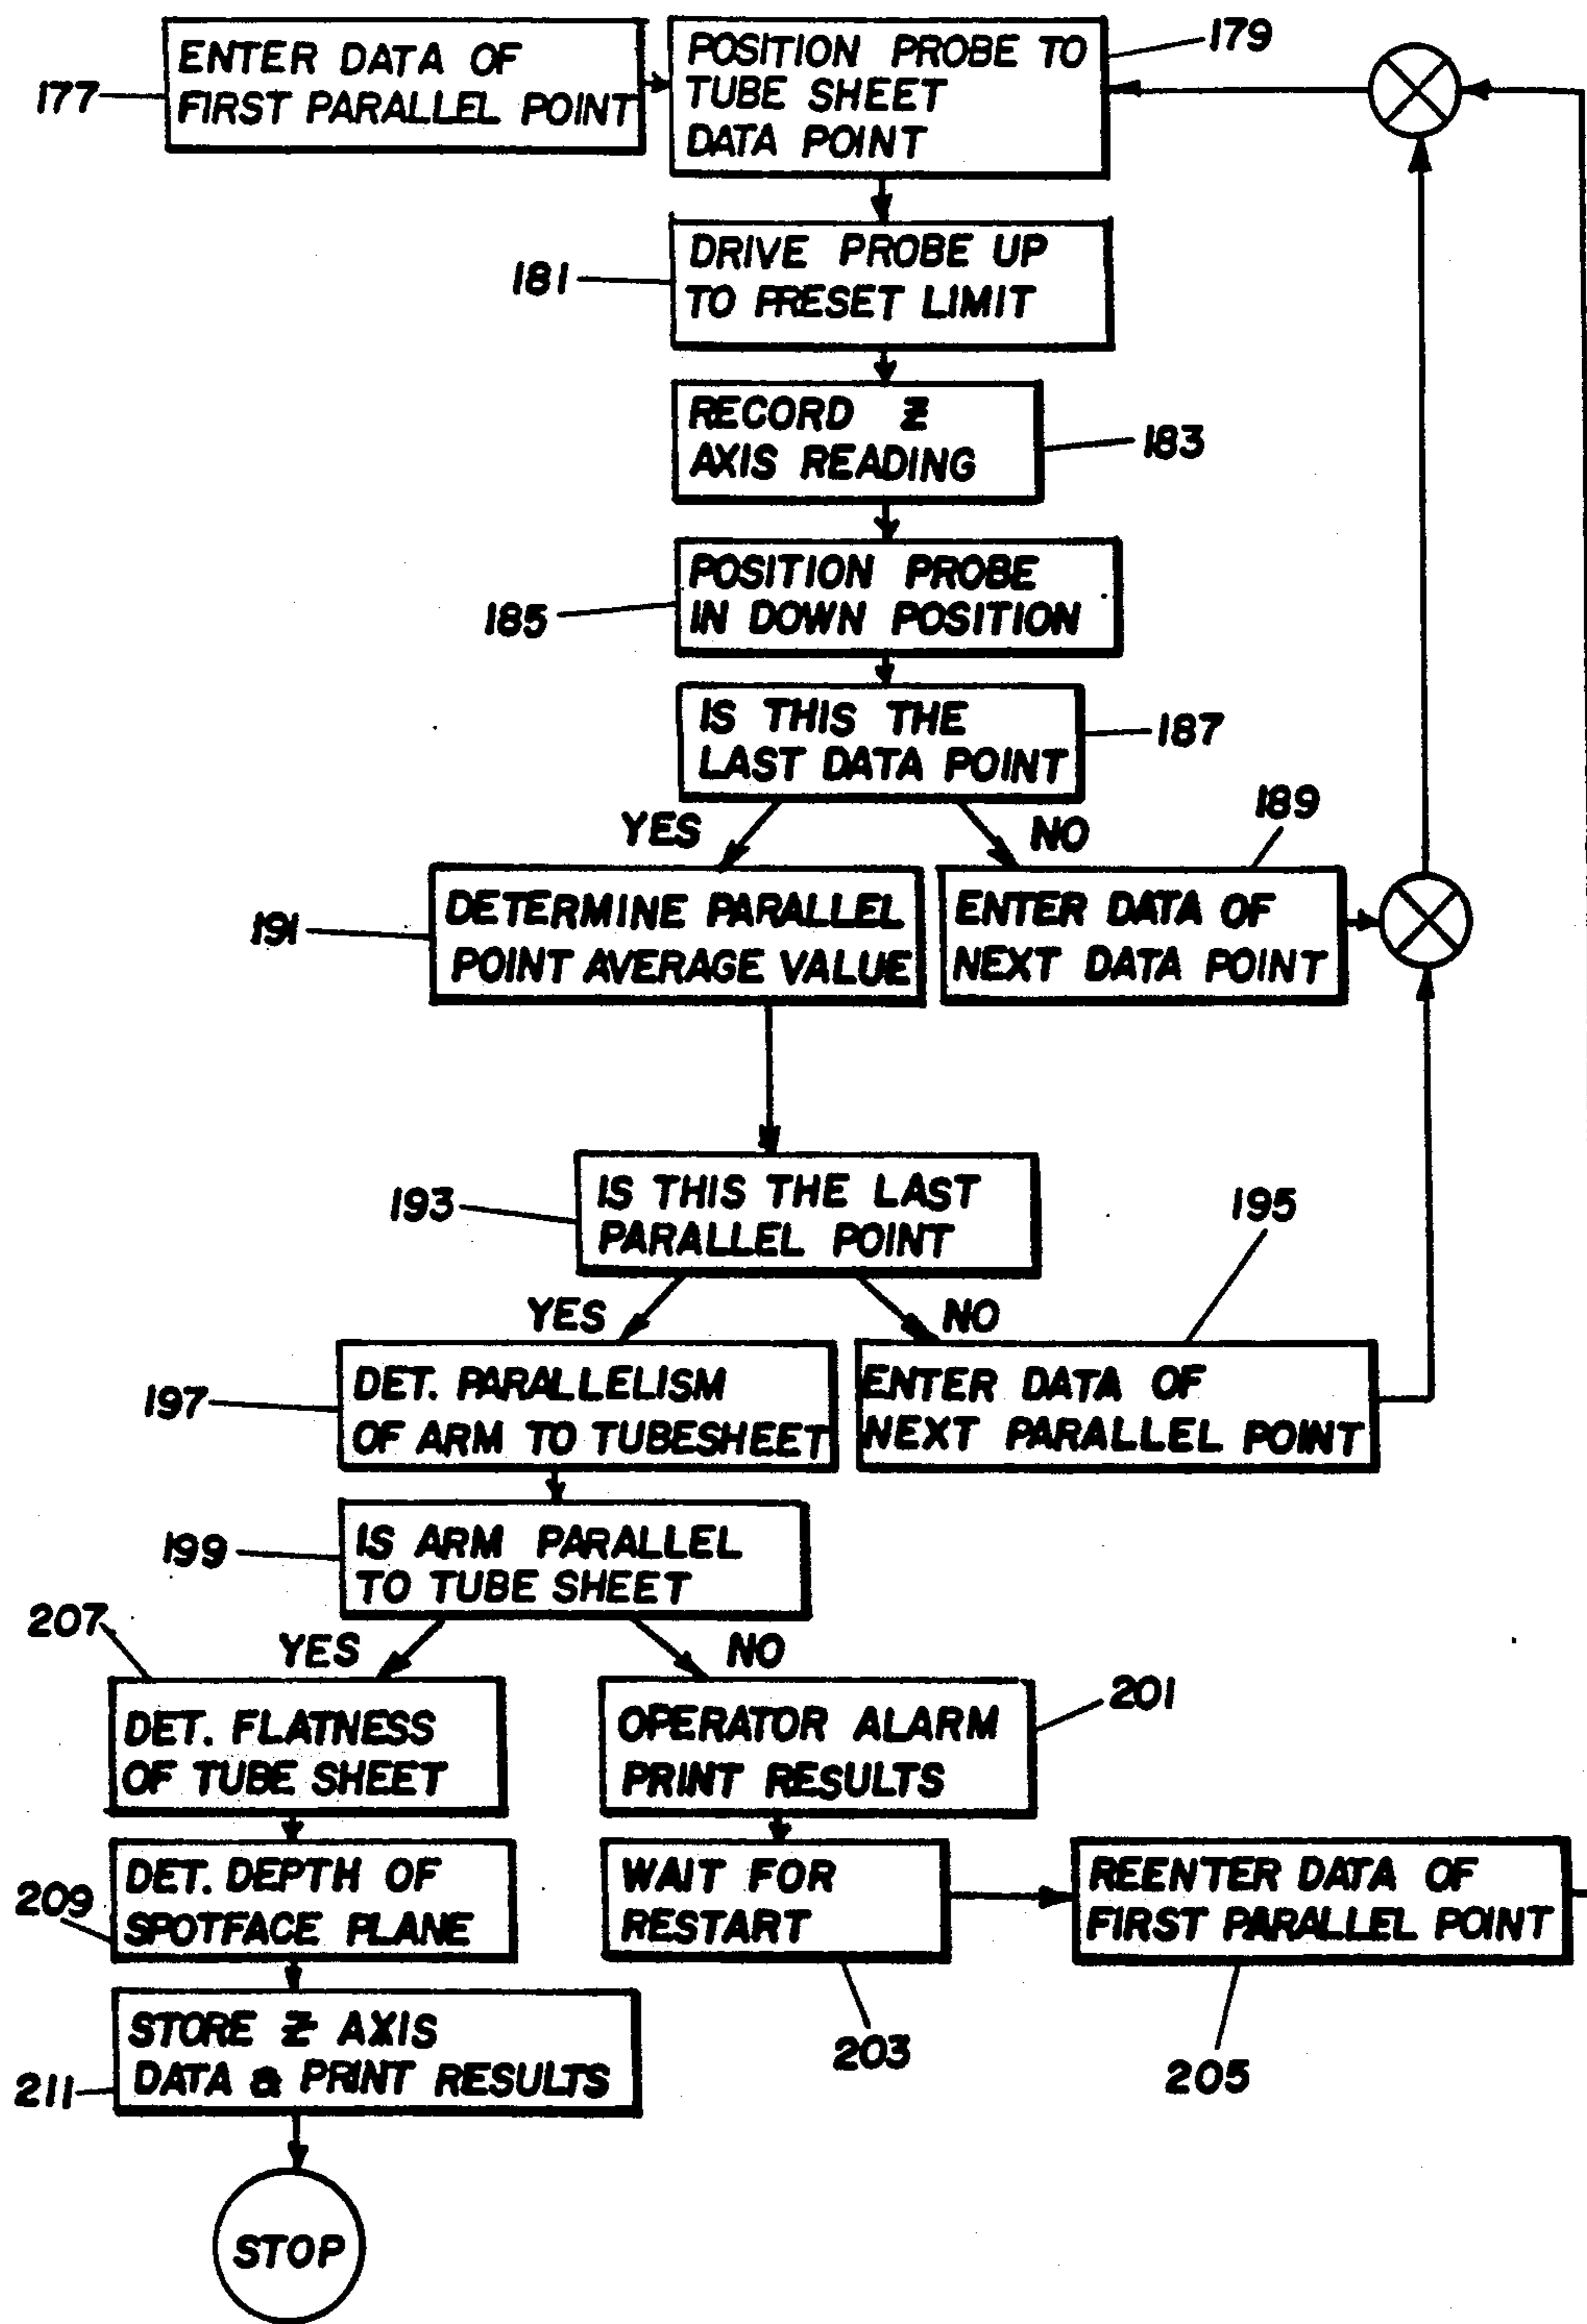 177
ENTER DATA OF
FIRST PARALLEL POINT
POSITION PROBE TO
TUBE SHEET
DATA POINT
179
181
DRIVE PROBE UP
TO PRESET LIMIT
RECORD Z
AXIS READING
183
185
POSITION PROBE
IN DOWN POSITION
IS THIS THE
LAST DATA POINT
187
YES
NO
189
191
DETERMINE PARALLEL
POINT AVERAGE VALUE
ENTER DATA OF
NEXT DATA POINT
193
IS THIS THE LAST
PARALLEL POINT
195
YES
NO
197
DET. PARALLELISM
OF ARM TO TUBESHEET
ENTER DATA OF
NEXT PARALLEL POINT
199
IS ARM PARALLEL
TO TUBE SHEET
207
YES
NO
DET. FLATNESS
OF TUBE SHEET
OPERATOR ALARM
PRINT RESULTS
201
209
DET. DEPTH OF
SPOTFACE PLANE
WAIT FOR
RESTART
203
REENTER DATA OF
FIRST PARALLEL POINT
205
211
STORE Z AXIS
DATA & PRINT RESULTS
STOP